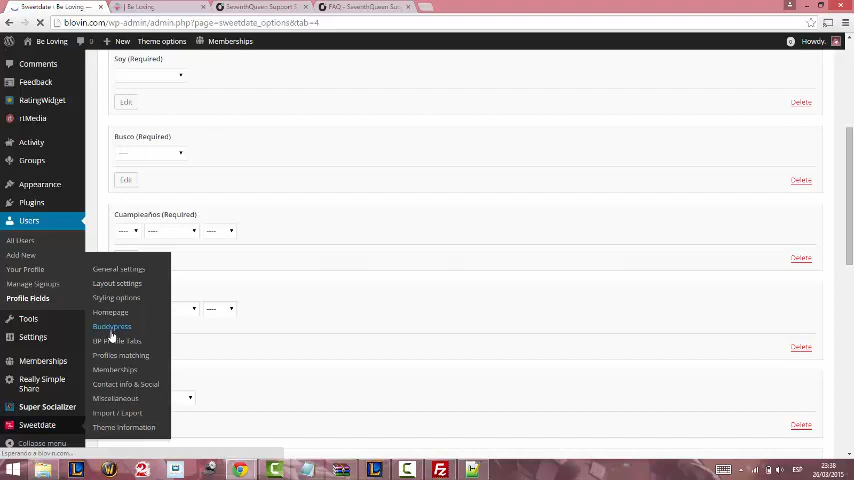 Sweetdate ‹ Be Loving —
Be Loving
SeventhQueen Support S
FAQ - SeventhQueen Su
blovin.com/wp-admin/admin.php?page=sweetdate_options&tab=4
Be Loving
0
New
Theme options
Memberships
0
Howdy,
Comments
Feedback
RatingWidget
rtMedia
Activity
Groups
Appearance
Plugins
Users
All Users
Add New
Your Profile
Manage Signups
Profile Fields
Tools
Settings
Memberships
Really Simple
Share
Super Socializer
Sweetdate
Collapse menu
General settings
Layout settings
Styling options
Homepage
Buddypress
BP Profile Tabs
Profiles matching
Memberships
Contact info & Social
Miscellaneous
Import / Export
Theme Information
Soy (Required)
Edit
Delete
Busco (Required)
----
Edit
Delete
Cuampleaños (Required)
----
----
----
Delete
----
Delete
Delete
Esperando a blovin.com...
ESP
23:38
26/03/2015